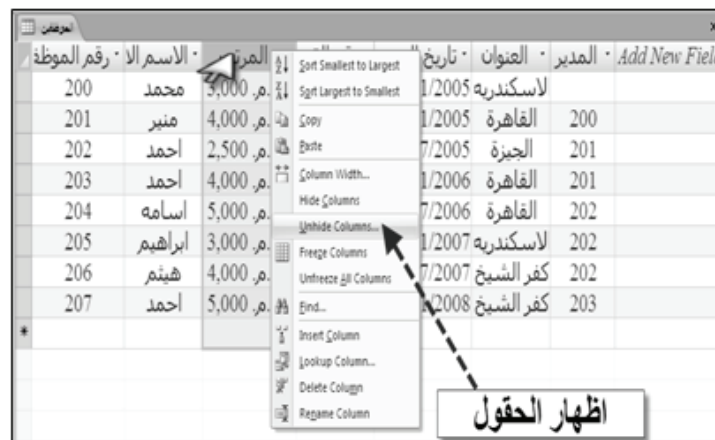 الموظفين
رقم الموظف الاسم الا المرتب تاريخ العنوان المدير Add New Field
200 محمد 5,000 .م. 1/2005 لاسكندريه
201 منير 4,000 .م. 1/2005 القاهرة 200
202 احمد 2,500 .م. 7/2005 الجيزة 201
203 احمد 4,000 .م. 1/2006 القاهرة 201
204 اسامه 5,000 .م. 7/2006 القاهرة 202
205 ابراهيم 3,000 .م. 1/2007 لاسكندريه 202
206 هيثم 4,000 .م. 7/2007 كفر الشيخ 202
207 احمد 5,000 .م. 1/2008 كفر الشيخ 203
Sort Smallest to Largest
Sort Largest to Smallest
Copy
Paste
Column Width...
Hide Columns
Unhide Columns...
Freeze Columns
Unfreeze All Columns
Find...
Insert Column
Lookup Column...
Delete Column
Rename Column
اظهار الحقول